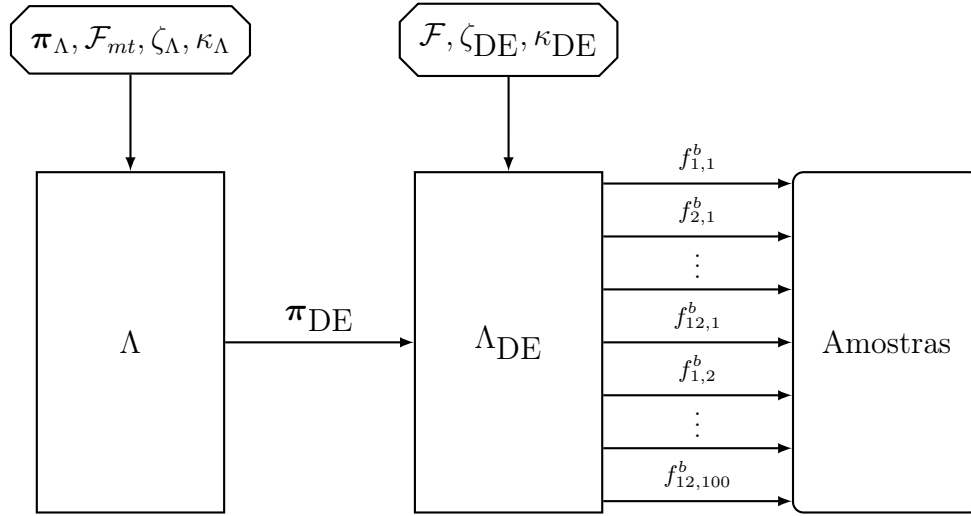 𝝅_Λ, ℱ_mt, ζ_Λ, κ_Λ
ℱ, ζ_DE, κ_DE
Λ
𝝅_DE
Λ_DE
f^b_{1,1}
f^b_{2,1}
⋮
f^b_{12,1}
f^b_{1,2}
⋮
f^b_{12,100}
Amostras